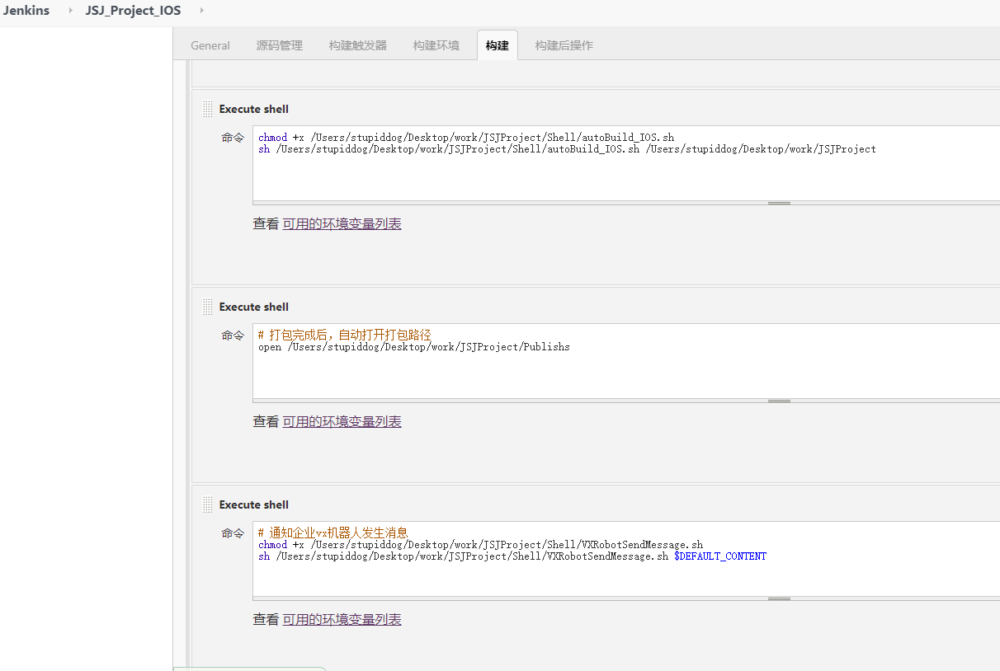 Jenkins JSJ_Project_IOS
General 源码管理 构建触发器 构建环境 构建 构建后操作
Execute shell
命令 chmod +x /Users/stupiddog/Desktop/work/JSJProject/Shell/autoBuild_IOS.sh
sh /Users/stupiddog/Desktop/work/JSJProject/Shell/autoBuild_IOS.sh /Users/stupiddog/Desktop/work/JSJProject
查看 可用的环境变量列表
Execute shell
命令 # 打包完成后，自动打开打包路径
open /Users/stupiddog/Desktop/work/JSJProject/Publishs
查看 可用的环境变量列表
Execute shell
命令 # 通知企业vx机器人发生消息
chmod +x /Users/stupiddog/Desktop/work/JSJProject/Shell/VXRobotSendMessage.sh
sh /Users/stupiddog/Desktop/work/JSJProject/Shell/VXRobotSendMessage.sh $DEFAULT_CONTENT
查看 可用的环境变量列表